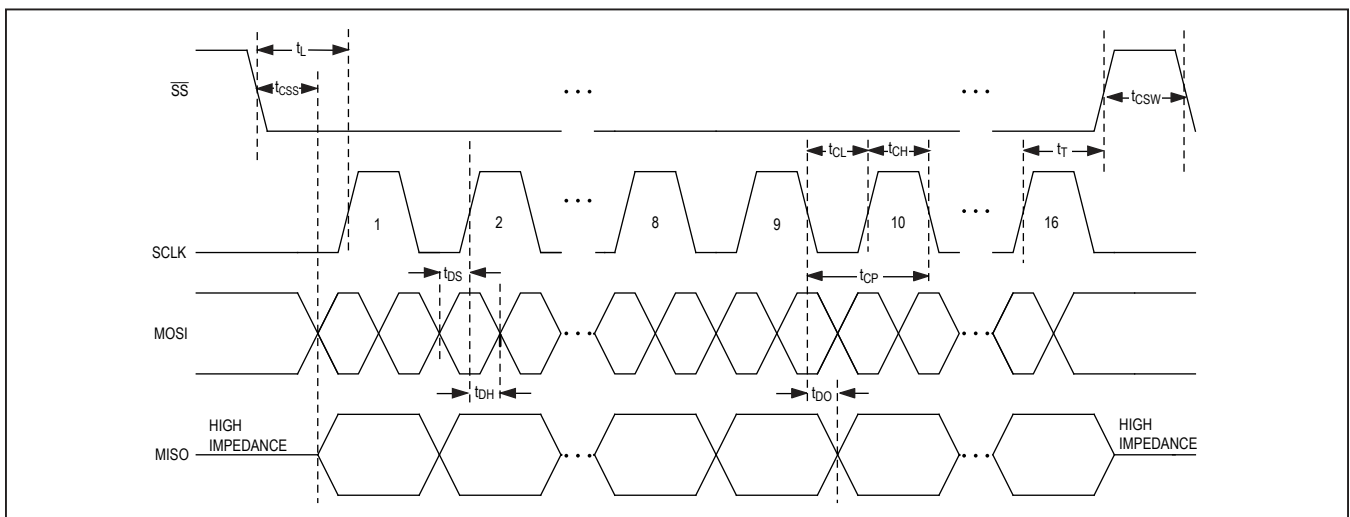 tL
SS
tCSS
• • •
• • •
tCSW
tCL
tCH
tT
• • •
• • •
1
2
8
9
10
16
SCLK
tDS
tCP
MOSI
• • •
• • •
tDH
tDO
HIGH
IMPEDANCE
HIGH
IMPEDANCE
MISO
• • •
• • •